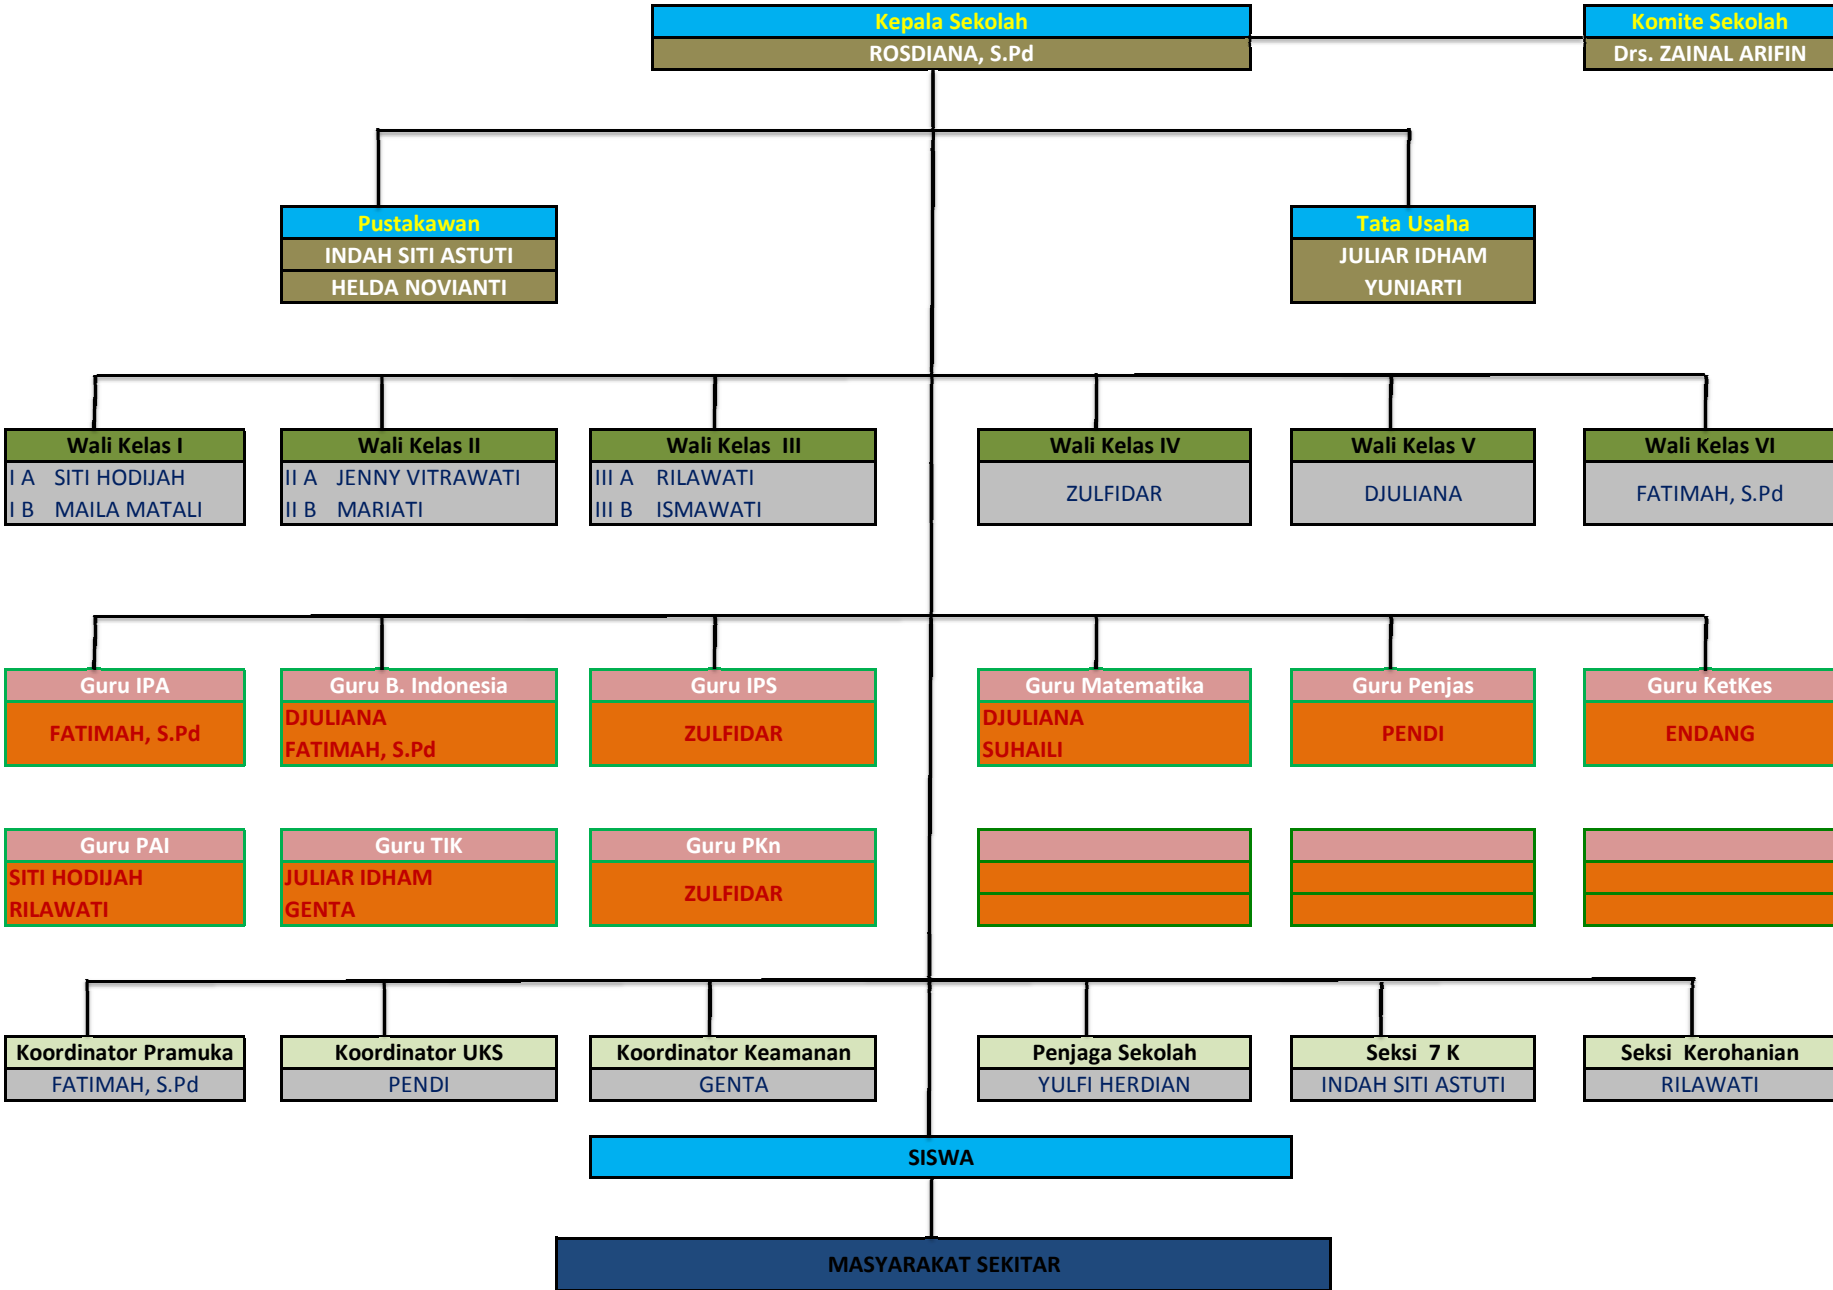 Kepala Sekolah
ROSDIANA, S.Pd
Komite Sekolah
Drs. ZAINAL ARIFIN
Pustakawan
INDAH SITI ASTUTI
HELDA NOVIANTI
Tata Usaha
JULIAR IDHAM
YUNIARTI
Wali Kelas I
I A SITI HODIJAH
I B MAILA MATALI
Wali Kelas II
II A JENNY VITRAWATI
II B MARIATI
Wali Kelas III
III A RILAWATI
III B ISMAWATI
Wali Kelas IV
ZULFIDAR
Wali Kelas V
DJULIANA
Wali Kelas VI
FATIMAH, S.Pd
Guru IPA
FATIMAH, S.Pd
Guru B. Indonesia
DJULIANA
FATIMAH, S.Pd
Guru IPS
ZULFIDAR
Guru Matematika
DJULIANA
SUHAILI
Guru Penjas
PENDI
Guru KetKes
ENDANG
Guru PAI
SITI HODIJAH
RILAWATI
Guru TIK
JULIAR IDHAM
GENTA
Guru PKn
ZULFIDAR
Koordinator Pramuka
FATIMAH, S.Pd
Koordinator UKS
PENDI
Koordinator Keamanan
GENTA
Penjaga Sekolah
YULFI HERDIAN
Seksi 7 K
INDAH SITI ASTUTI
Seksi Kerohanian
RILAWATI
SISWA
MASYARAKAT SEKITAR